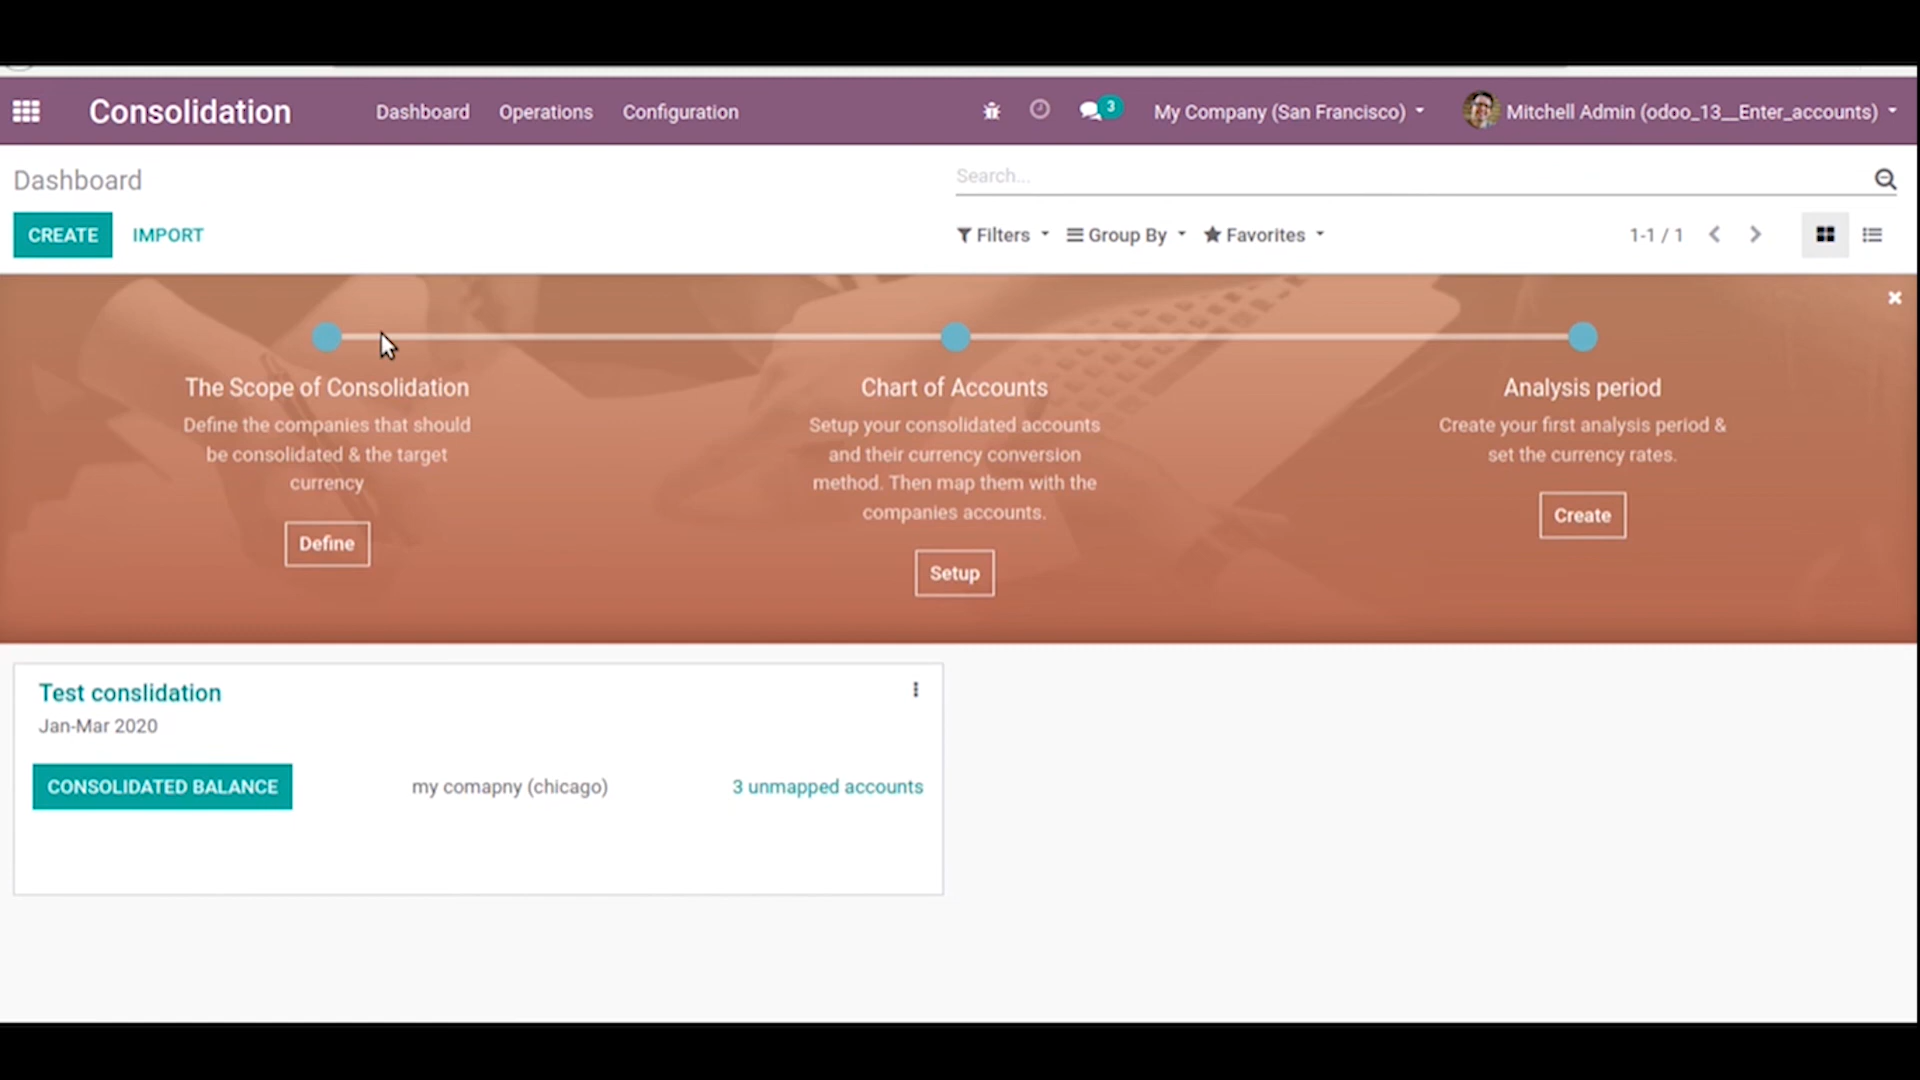 Consolidation Dashboard Operations Configuration 3 My Company (San Francisco) Mitchell Admin (odoo_13__Enter_accounts)
Dashboard
Search...
CREATE IMPORT
Filters Group By Favorites 1-1 / 1
The Scope of Consolidation
Define the companies that should
be consolidated & the target
currency
Define
Chart of Accounts
Setup your consolidated accounts
and their currency conversion
method. Then map them with the
companies accounts.
Setup
Analysis period
Create your first analysis period &
set the currency rates.
Create
Test conslidation
Jan-Mar 2020
CONSOLIDATED BALANCE my comapny (chicago) 3 unmapped accounts